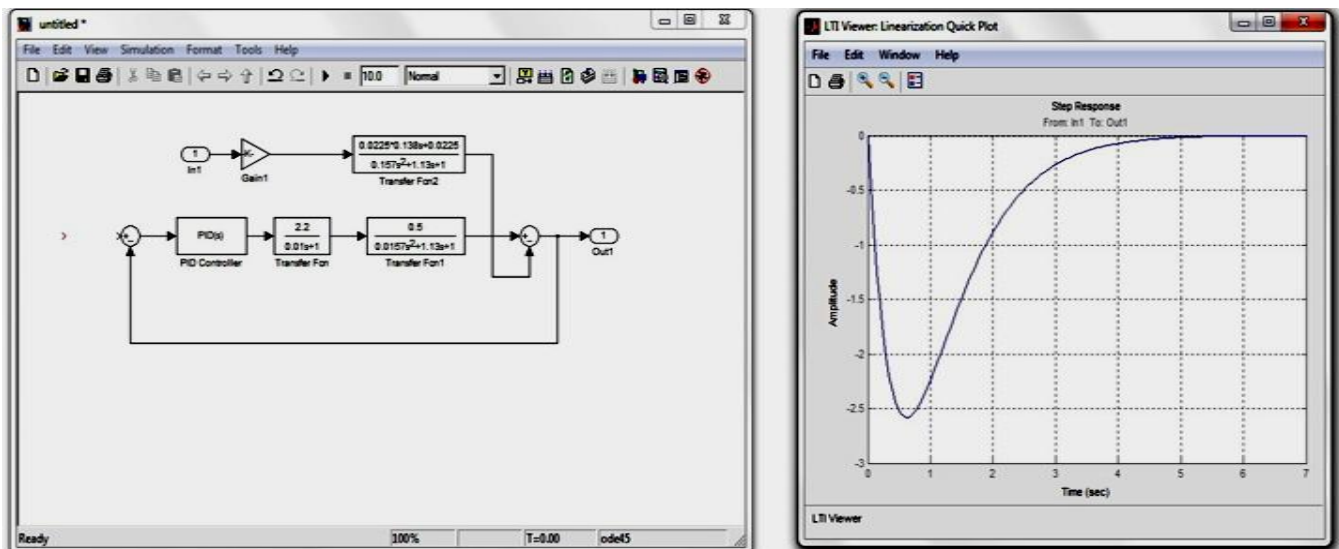 untitled *
File Edit View Simulation Format Tools Help
10.0 Normal
1
In1
Gain1
0.0225*0.138s+0.0225
0.157s2+1.13s+1
Transfer Fcn2
PID(s)
PID Controller
2.2
0.01s+1
Transfer Fcn
0.5
0.0157s2+1.13s+1
Transfer Fcn1
1
Out1
Ready 100% T=0.00 ode45
LTI Viewer: Linearization Quick Plot
File Edit Window Help
Step Response
From: In1 To: Out1
Amplitude
0
-0.5
-1
-1.5
-2
-2.5
-3
0 1 2 3 4 5 6 7
Time (sec)
LTI Viewer